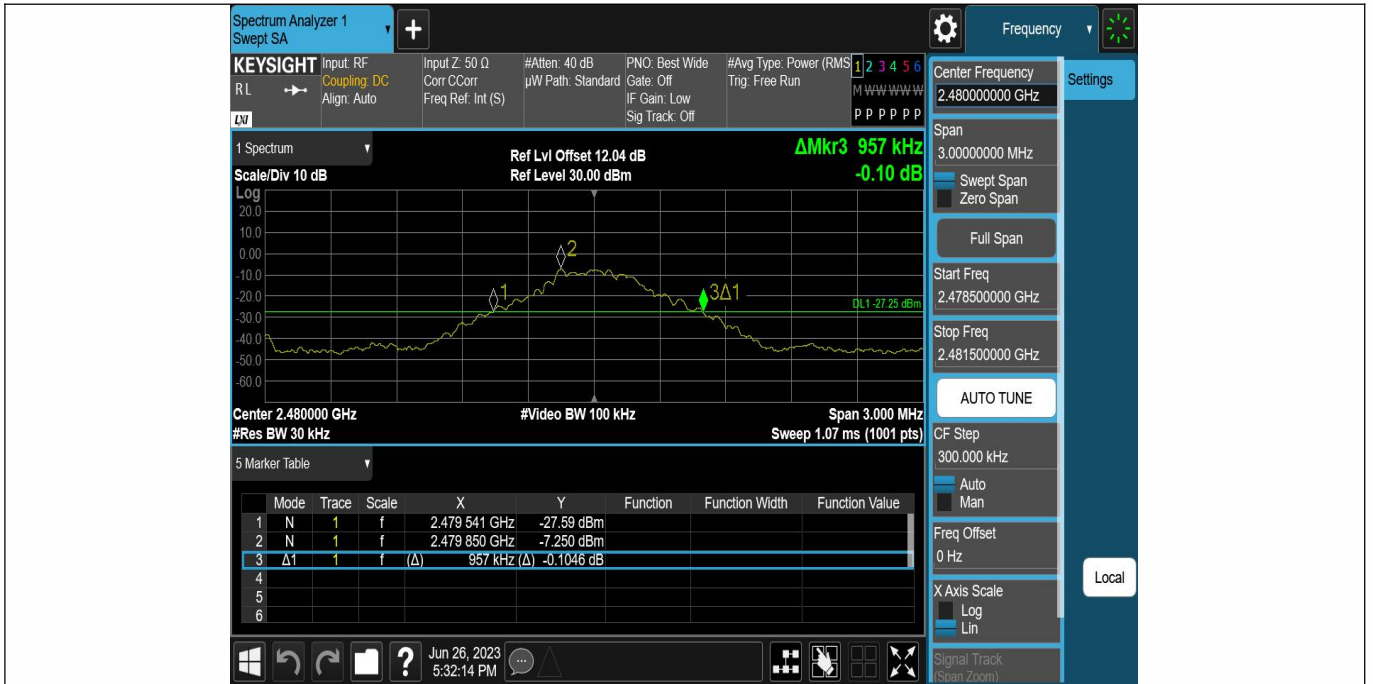 Spectrum Analyzer 1
Swept SA
+
Frequency
KEYSIGHT
RL
LXI
Input: RF
Coupling: DC
Align: Auto
Input Z: 50 Ω
Corr CCorr
Freq Ref: Int (S)
#Atten: 40 dB
µW Path: Standard
PNO: Best Wide
Gate: Off
IF Gain: Low
Sig Track: Off
#Avg Type: Power (RMS
Trig: Free Run
1 2 3 4 5 6
M W W W W W
P P P P P P
1 Spectrum
Scale/Div 10 dB
Ref Lvl Offset 12.04 dB
Ref Level 30.00 dBm
ΔMkr3 957 kHz
-0.10 dB
Log
20.0
10.0
0.00
-10.0
-20.0
-30.0
-40.0
-50.0
-60.0
1
2
3Δ1
DL1 -27.25 dBm
Center 2.480000 GHz
#Video BW 100 kHz
Span 3.000 MHz
#Res BW 30 kHz
Sweep 1.07 ms (1001 pts)
5 Marker Table
Mode Trace Scale X Y Function Function Width Function Value
1 N 1 f 2.479 541 GHz -27.59 dBm
2 N 1 f 2.479 850 GHz -7.250 dBm
3 Δ1 1 f (Δ) 957 kHz (Δ) -0.1046 dB
4
5
6
?
Jun 26, 2023
5:32:14 PM
Center Frequency
2.480000000 GHz
Settings
Span
3.00000000 MHz
Swept Span
Zero Span
Full Span
Start Freq
2.478500000 GHz
Stop Freq
2.481500000 GHz
AUTO TUNE
CF Step
300.000 kHz
Auto
Man
Freq Offset
0 Hz
X Axis Scale
Log
Lin
Local
Signal Track
(Span Zoom)